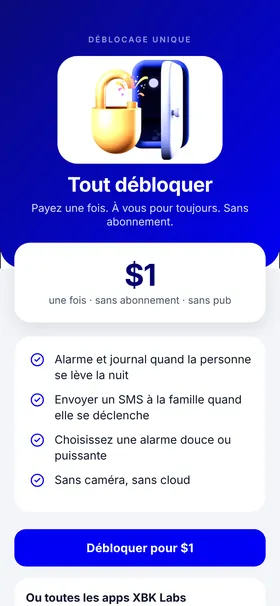 DÉBLOCAGE UNIQUE
Tout débloquer
Payez une fois. À vous pour toujours. Sans
abonnement.
$1
une fois · sans abonnement · sans pub
Alarme et journal quand la personne
se lève la nuit
Envoyer un SMS à la famille quand
elle se déclenche
Choisissez une alarme douce ou
puissante
Sans caméra, sans cloud
Débloquer pour $1
Ou toutes les apps XBK Labs